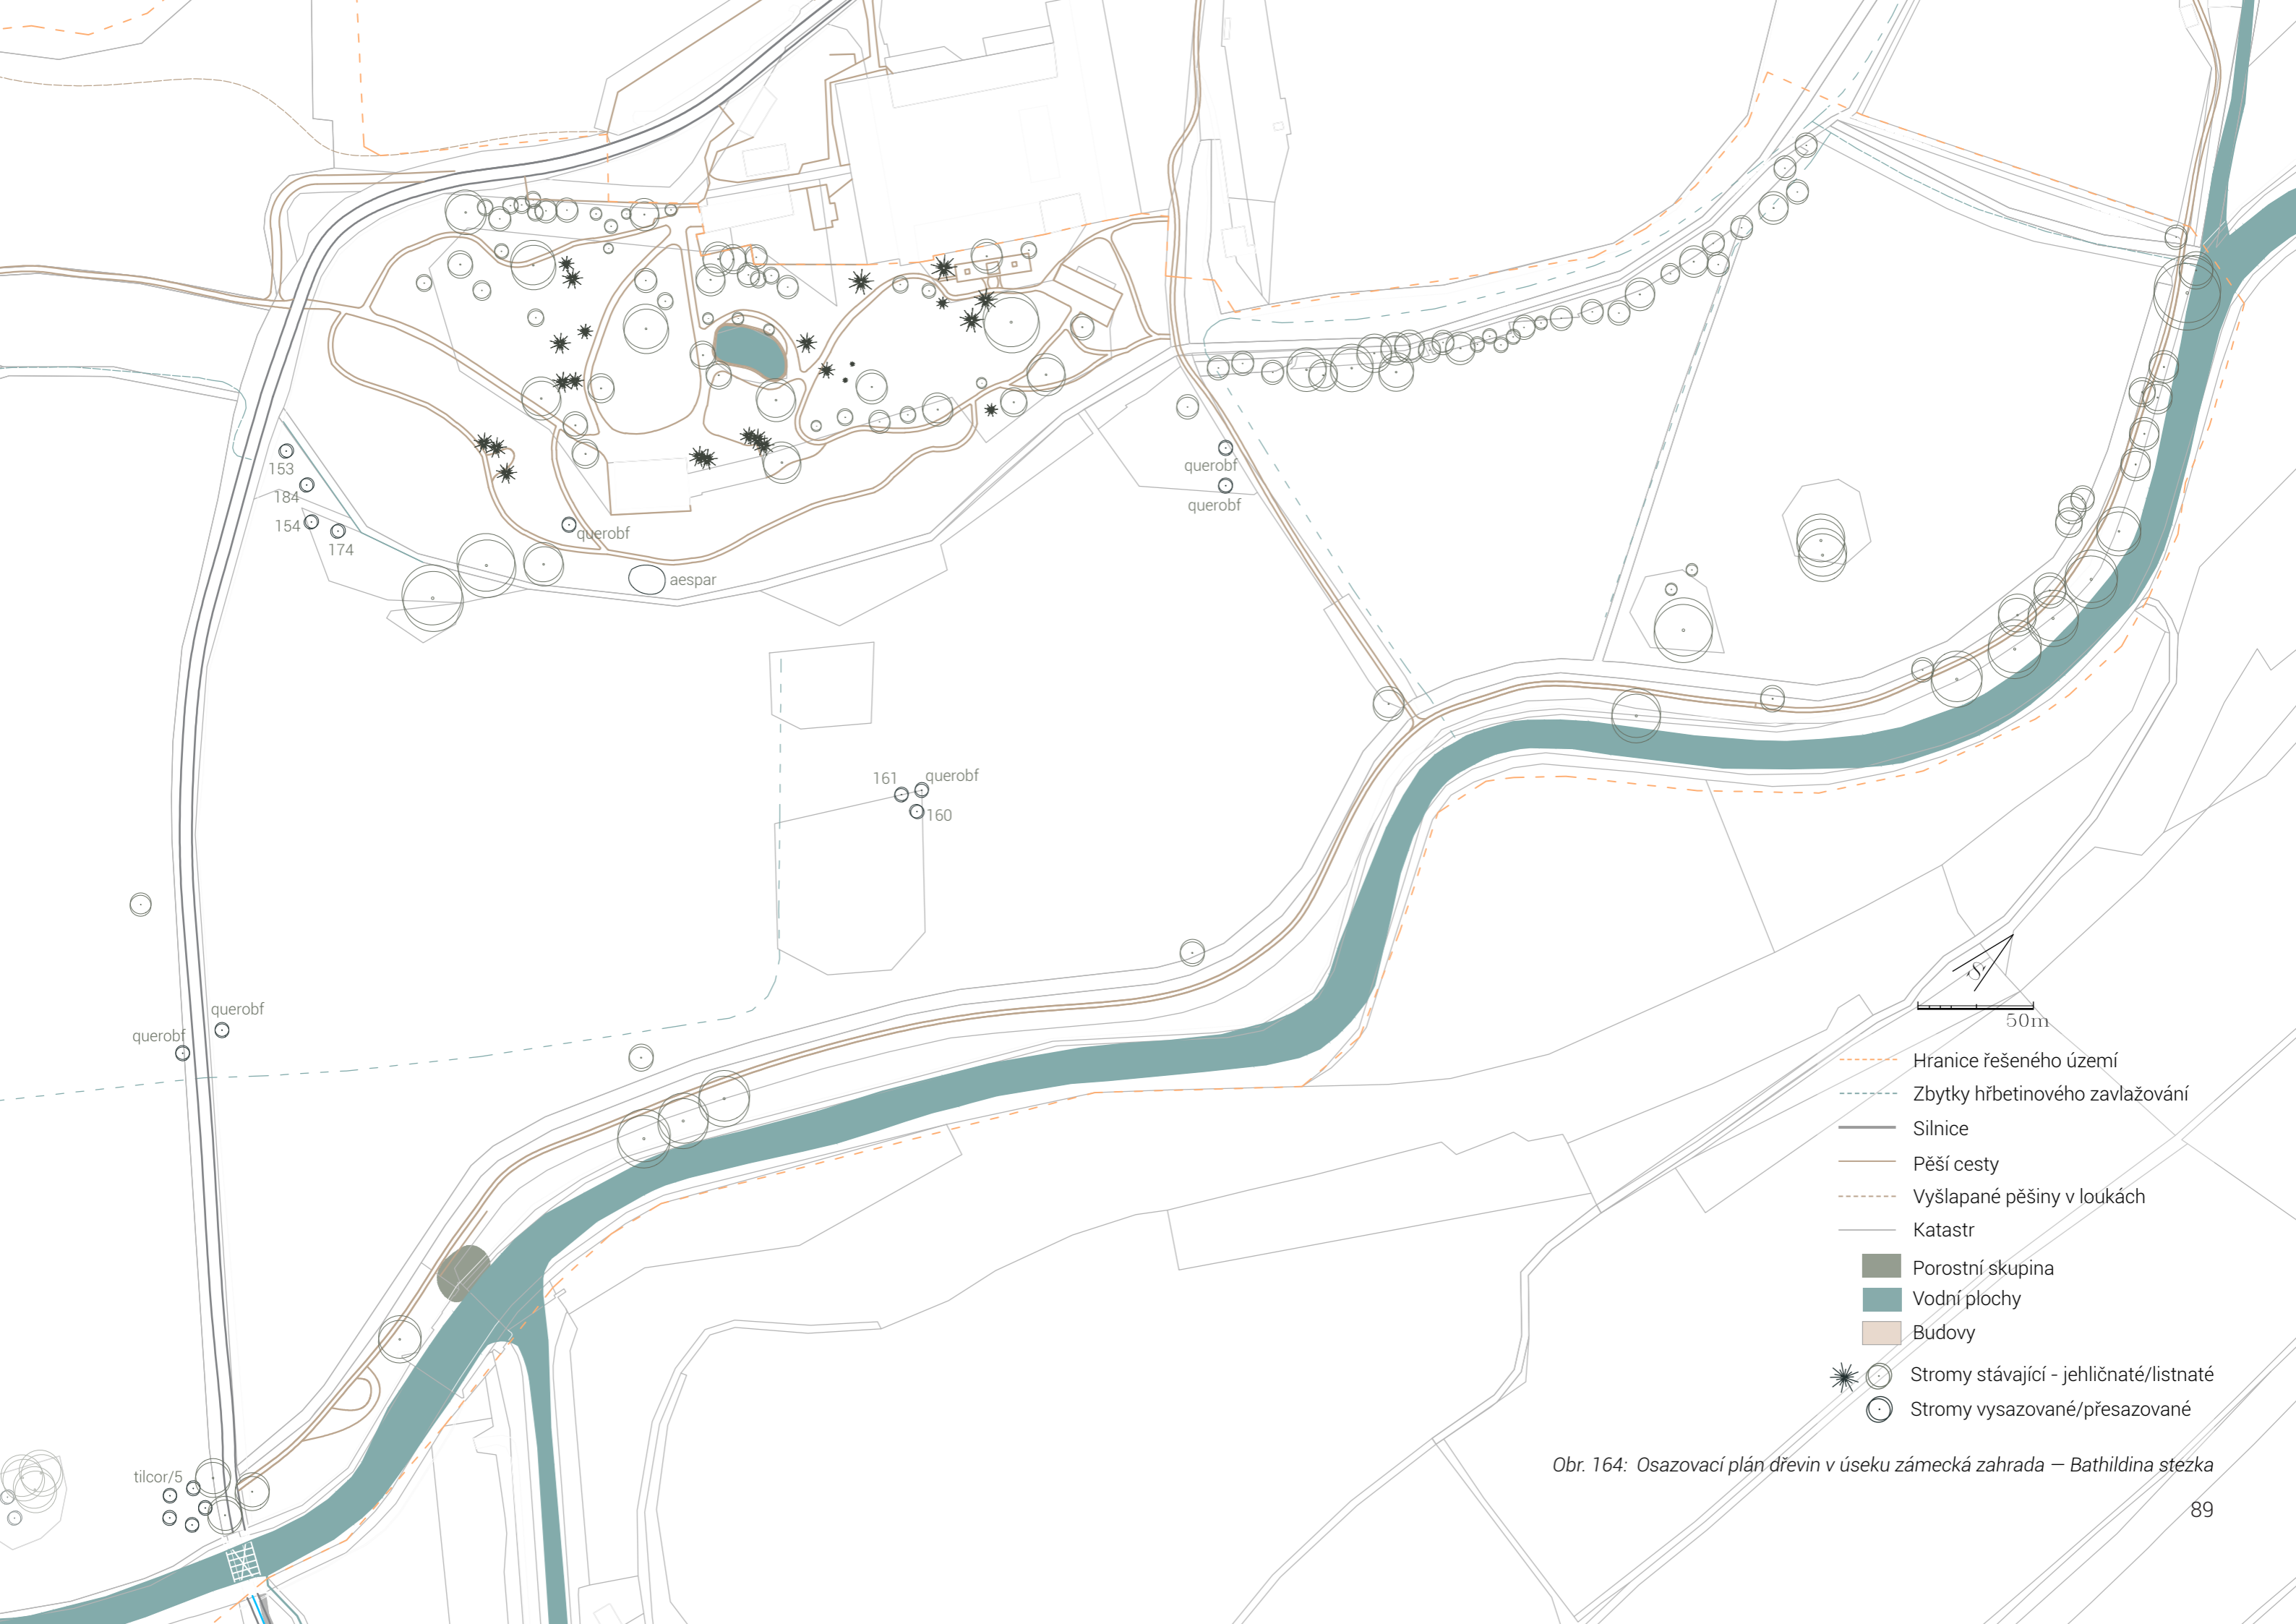 153
184
154
174
querobf
aespar
querobf
querobf
161
querobf
160
querobf
querobf
tilcor/5
S
50m
Hranice řešeného území
Zbytky hřbetinového zavlažování
Silnice
Pěší cesty
Vyšlapané pěšiny v loukách
Katastr
Porostní skupina
Vodní plochy
Budovy
Stromy stávající - jehličnaté/listnaté
Stromy vysazované/přesazované
Obr. 164: Osazovací plán dřevin v úseku zámecká zahrada — Bathildina stezka
89